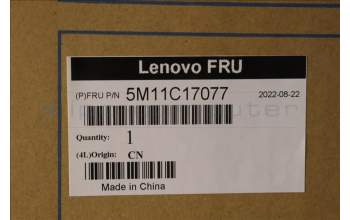 Lenovo FRU
(P)FRU P/N 5M11C17077 2022-08-22
Quantity: 1
(4L)Origin: CN
Made in China